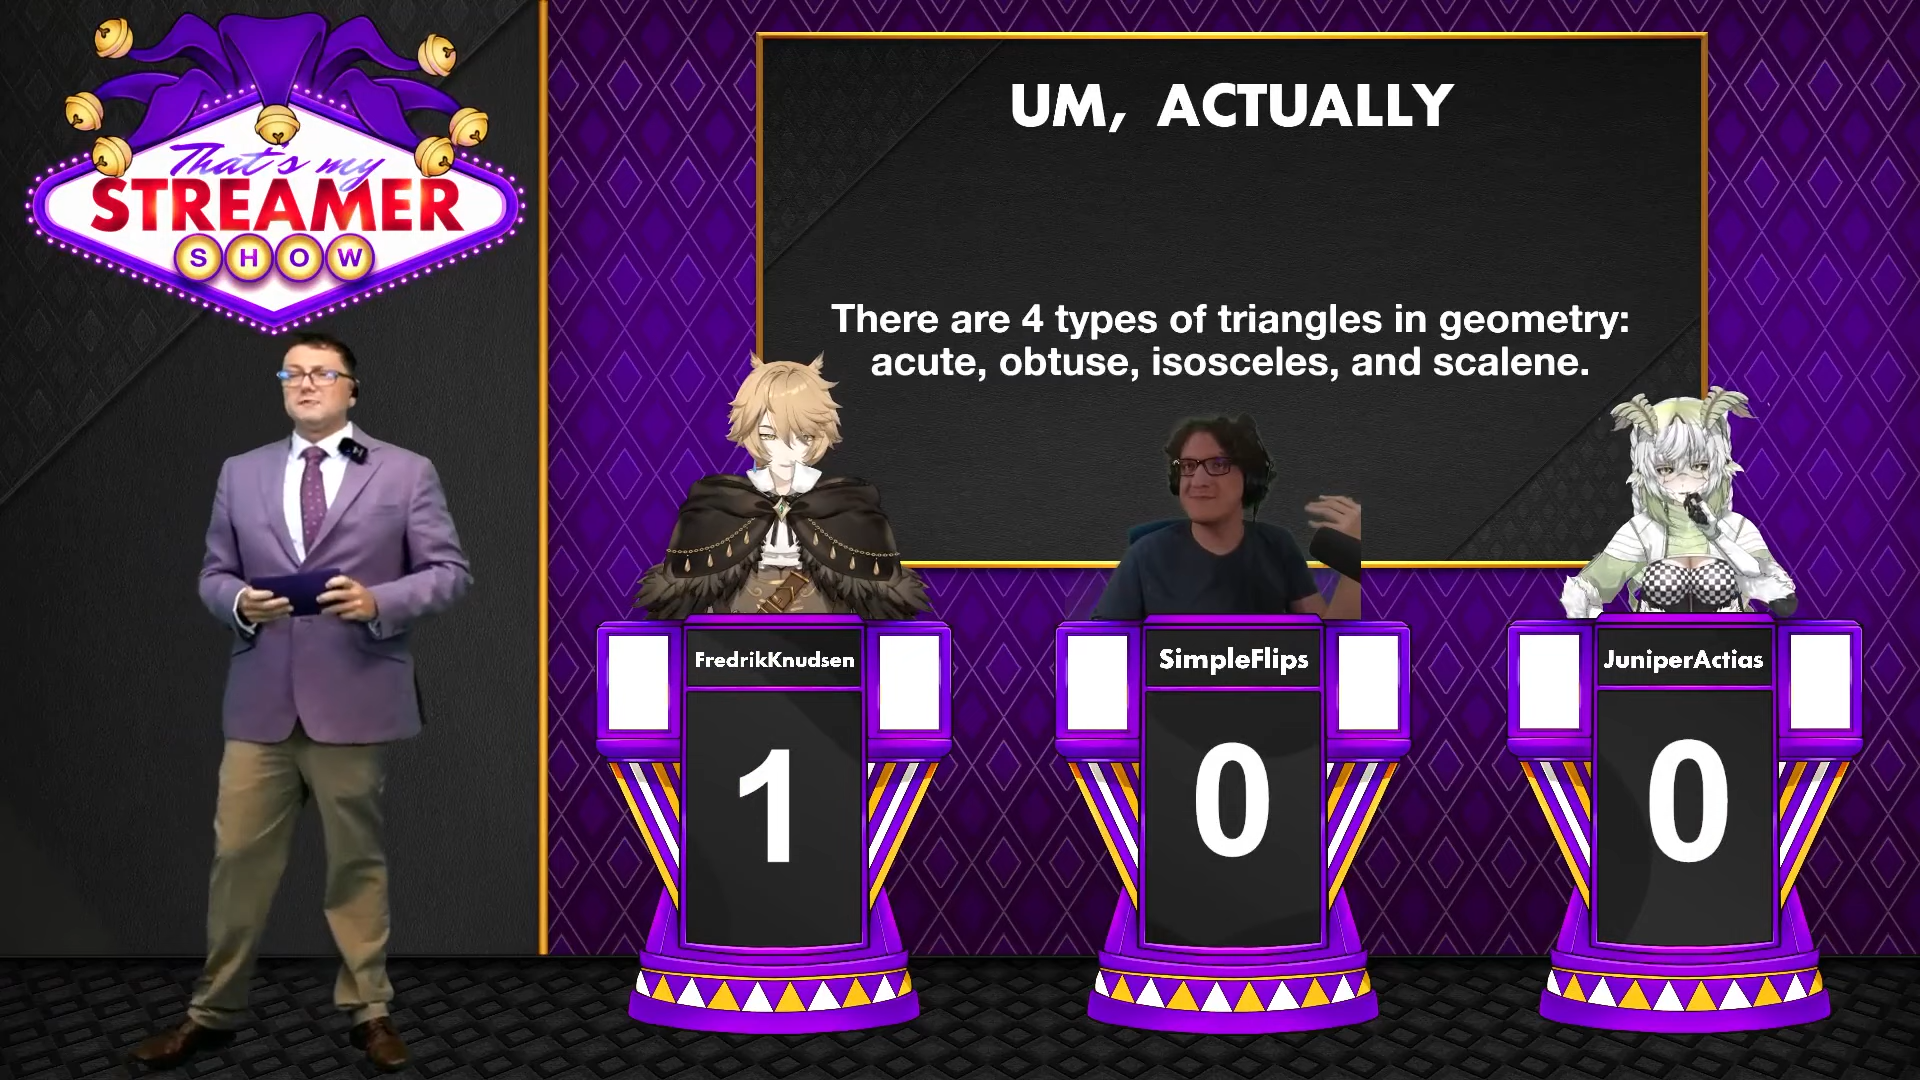 That's my
STREAMER
SHOW
UM, ACTUALLY
There are 4 types of triangles in geometry:
acute, obtuse, isosceles, and scalene.
FredrikKnudsen
SimpleFlips
JuniperActias
1
0
0